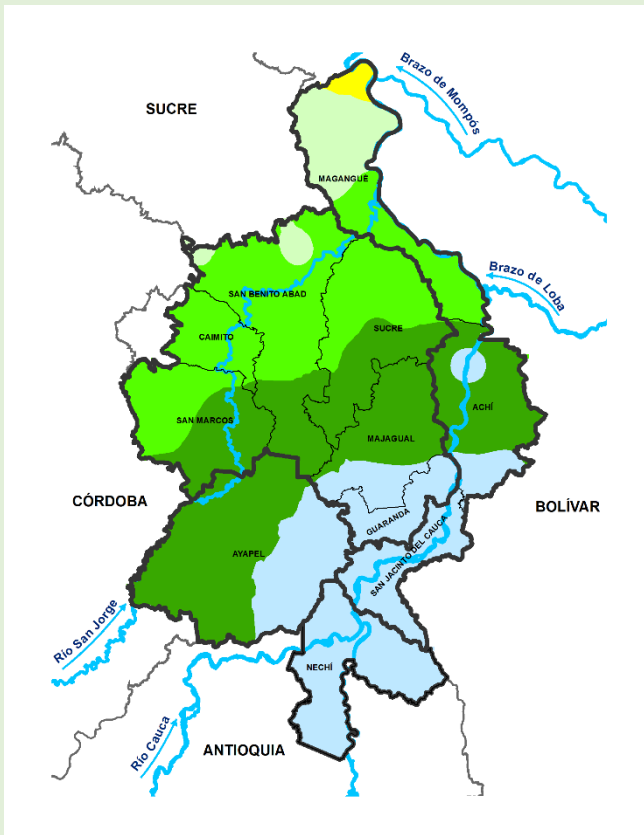 SUCRE
Brazo de Mompós
MAGANGUÉ
Brazo de Loba
SAN BENITO ABAD
SUCRE
CAIMITO
ACHÍ
SAN MARCOS
MAJAGUAL
CÓRDOBA
BOLÍVAR
GUARANDA
AYAPEL
SAN JACINTO DEL CAUCA
Río San Jorge
NECHÍ
Río Cauca
ANTIOQUIA